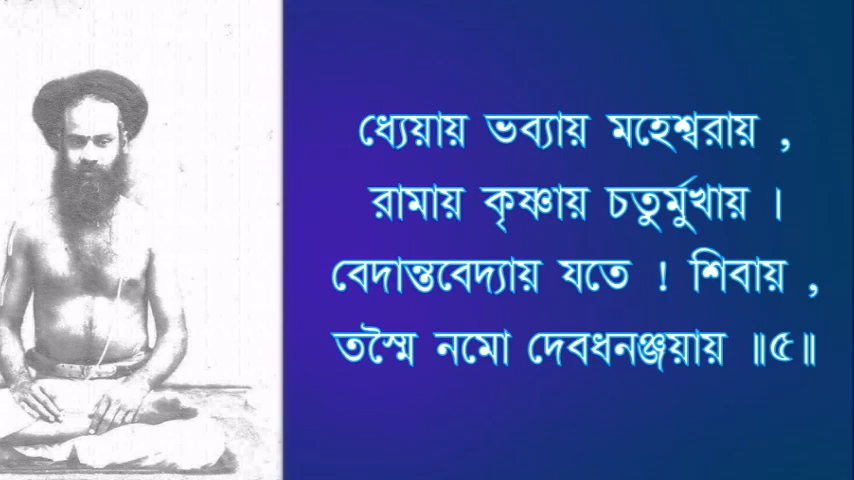 ধ্যেয়ায় ভব্যায় মহেশ্বরায় ,
রামায় কৃষ্ণায় চতুর্মুখায় ।
বেদান্তবেদ্যায় যতে ! শিবায় ,
তস্মৈ নমো দেবধনঞ্জয়ায় ॥৫॥